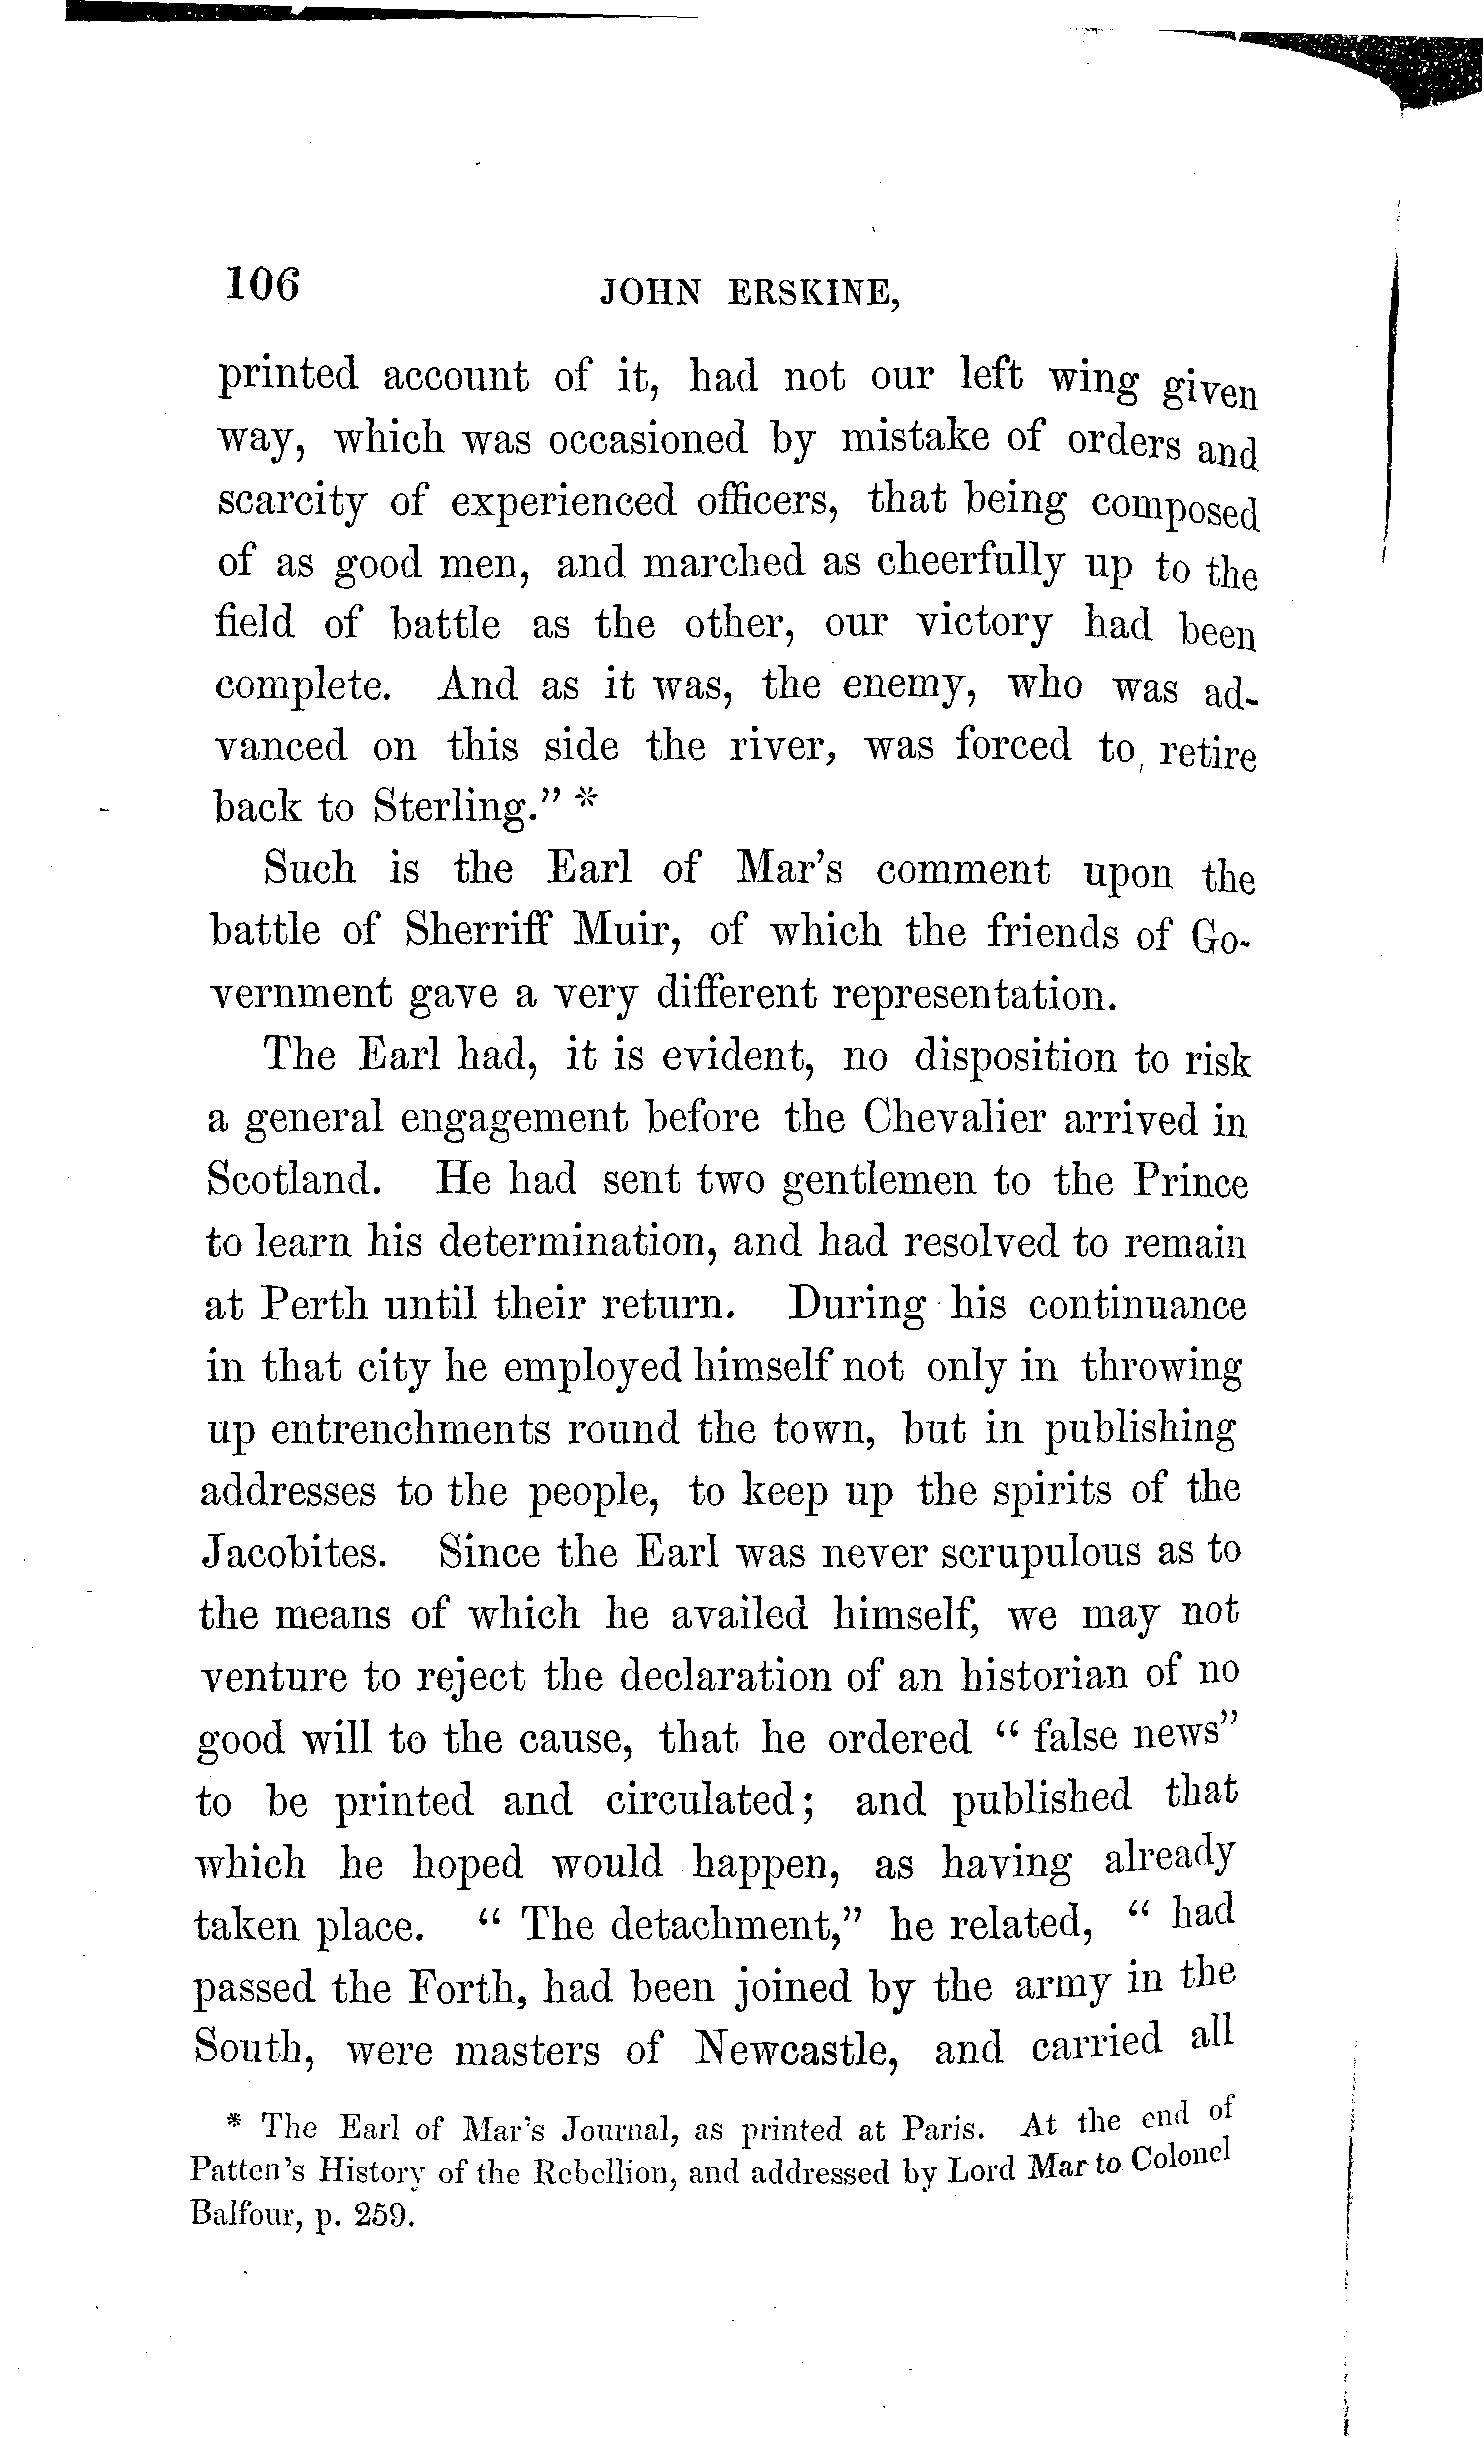 106 JOHN ERSKINE,
printed account of it, had not our left wing given
way, which was occasioned by mistake of orders and
scarcity of experienced officers, that being composed
of as good men, and marched as cheerfully up to the
field of battle as the other, our victory had been
complete. And as it was, the enemy, who was ad-
vanced on this side the river, was forced to retire
back to Sterling." *
Such is the Earl of Mar's comment upon the
battle of Sherriff Muir, of which the friends of Go-
vernment gave a very different representation.
The Earl had, it is evident, no disposition to risk
a general engagement before the Chevalier arrived in
Scotland. He had sent two gentlemen to the Prince
to learn his determination, and had resolved to remain
at Perth until their return. During his continuance
in that city he employed himself not only in throwing
up entrenchments round the town, but in publishing
addresses to the people, to keep up the spirits of the
Jacobites. Since the Earl was never scrupulous as to
the means of which he availed himself, we may not
venture to reject the declaration of an historian of no
good will to the cause, that he ordered " false news"
to be printed and circulated; and published that
which he hoped would happen, as having already
taken place. " The detachment," he related, " had
passed the Forth, had been joined by the army in the
South, were masters of Newcastle, and carried all
* The Earl of Mar's Journal, as printed at Paris. At the end of
Patten's History of the Rebellion, and addressed by Lord Mar to Colonel
Balfour, p. 259.